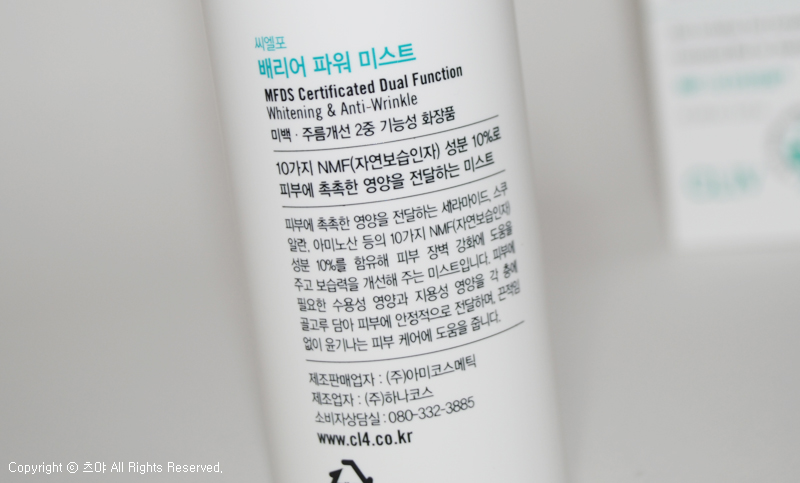 씨엘포
배리어 파워 미스트
MFDS Certificated Dual Function
Whitening & Anti-Wrinkle
미백 · 주름개선 2중 기능성 화장품
10가지 NMF(자연보습인자) 성분 10%로
피부에 촉촉한 영양을 전달하는 미스트
피부에 촉촉한 영양을 전달하는 세라마이드, 스쿠
알란, 아미노산 등의 10가지 NMF(자연보습인자)
성분 10%를 함유해 피부 장벽 강화에 도움을
주고 보습력을 개선해 주는 미스트입니다. 피부에
필요한 수용성 영양과 지용성 영양을 각 층에
골고루 담아 피부에 안정적으로 전달하며, 끈적임
없이 윤기나는 피부 케어에 도움을 줍니다.
제조판매업자 : (주)아미코스메틱
제조업자 : (주)하나코스
소비자상담실 : 080-332-3885
www.cl4.co.kr
Copyright ⓒ 츠야 All Rights Reserved.